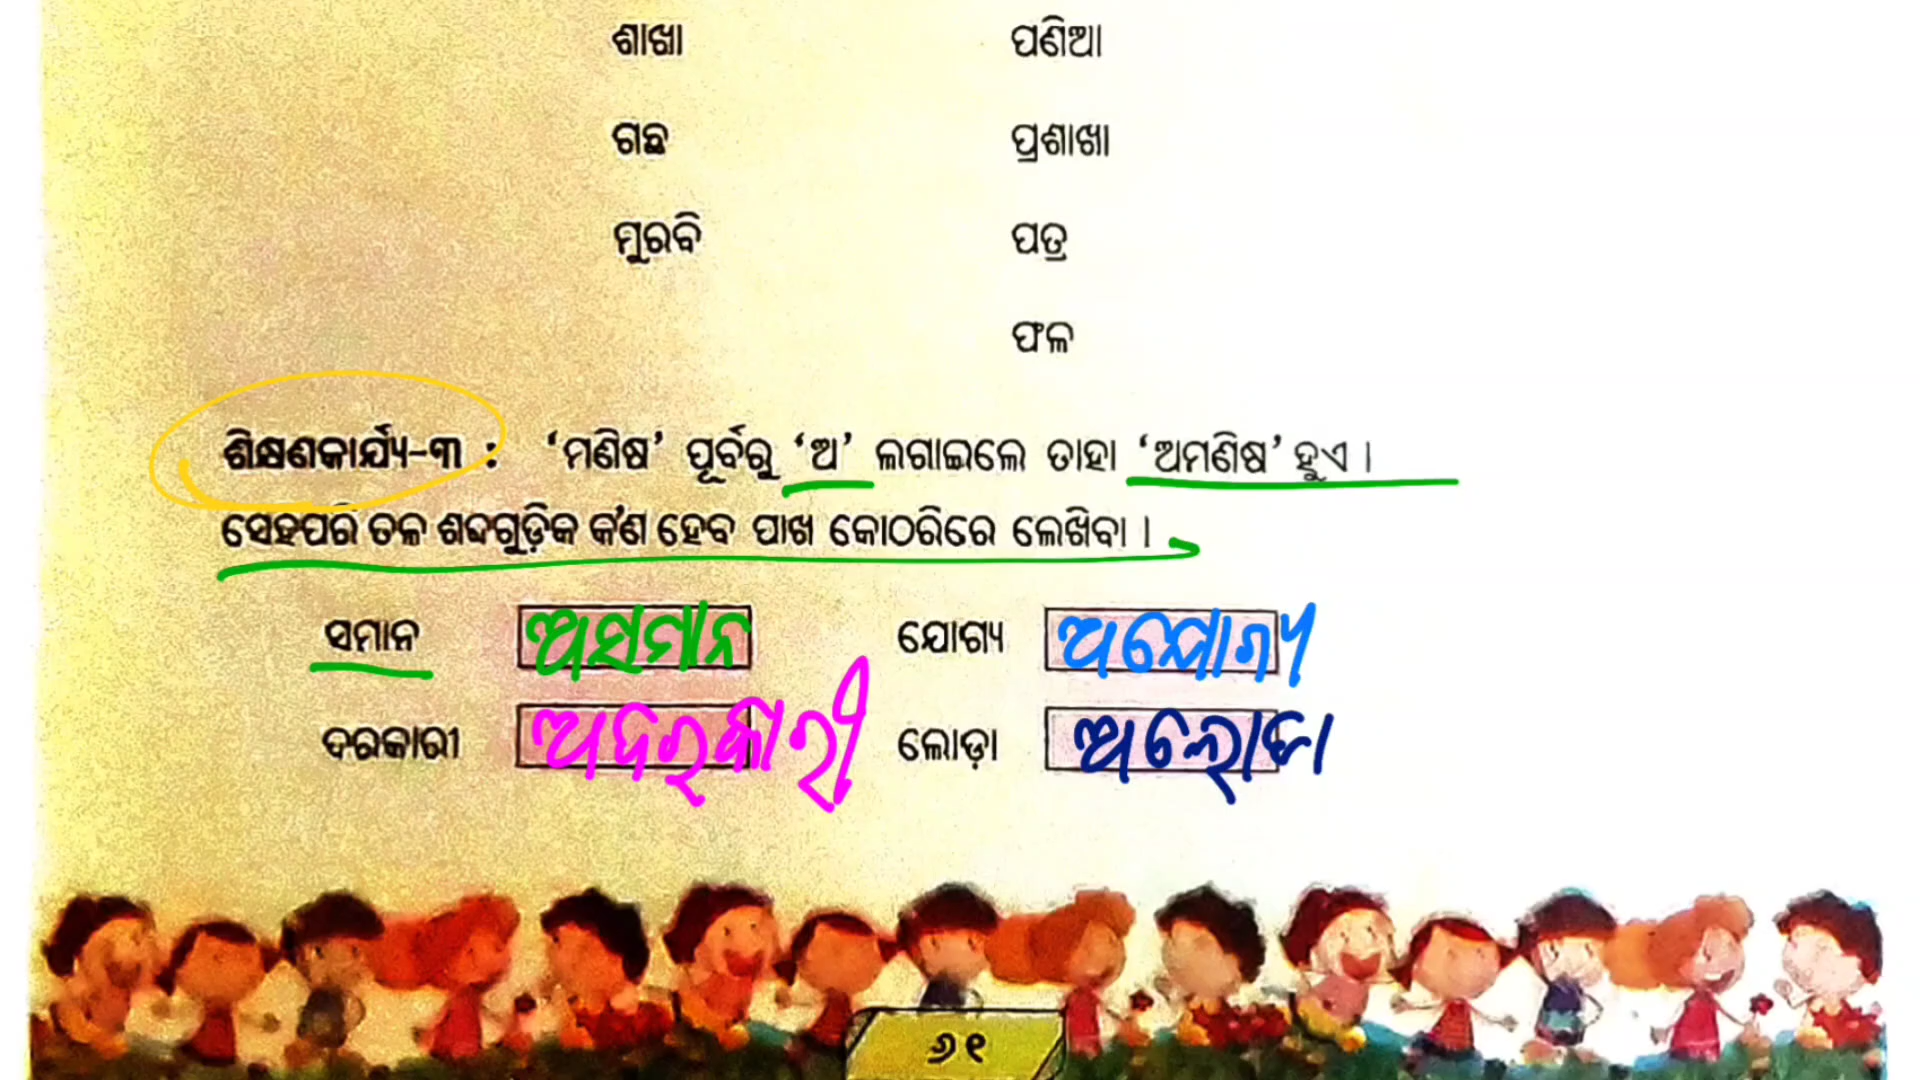 ଶାଖା ପଣିଆ
ଗଛ ପ୍ରଶାଖା
ମୁରବି ପତ୍ର
ଫଳ
ଶିକ୍ଷଣକାର୍ଯ୍ୟ-୩ : ‘ମଣିଷ’ ପୂର୍ବରୁ ‘ଅ’ ଲଗାଇଲେ ତାହା ‘ଅମଣିଷ’ ହୁଏ ।
ସେହିପରି ତଳ ଶବ୍ଦଗୁଡ଼ିକ କ’ଣ ହେବ ପାଖ କୋଠରିରେ ଲେଖିବା ।
ସମାନ ଅସମାନ ଯୋଗ୍ୟ ଅଯୋଗ୍ୟ
ଦରକାରୀ ଅଦରକାରୀ ଲୋଡ଼ା ଅଲୋଡା
୬୧